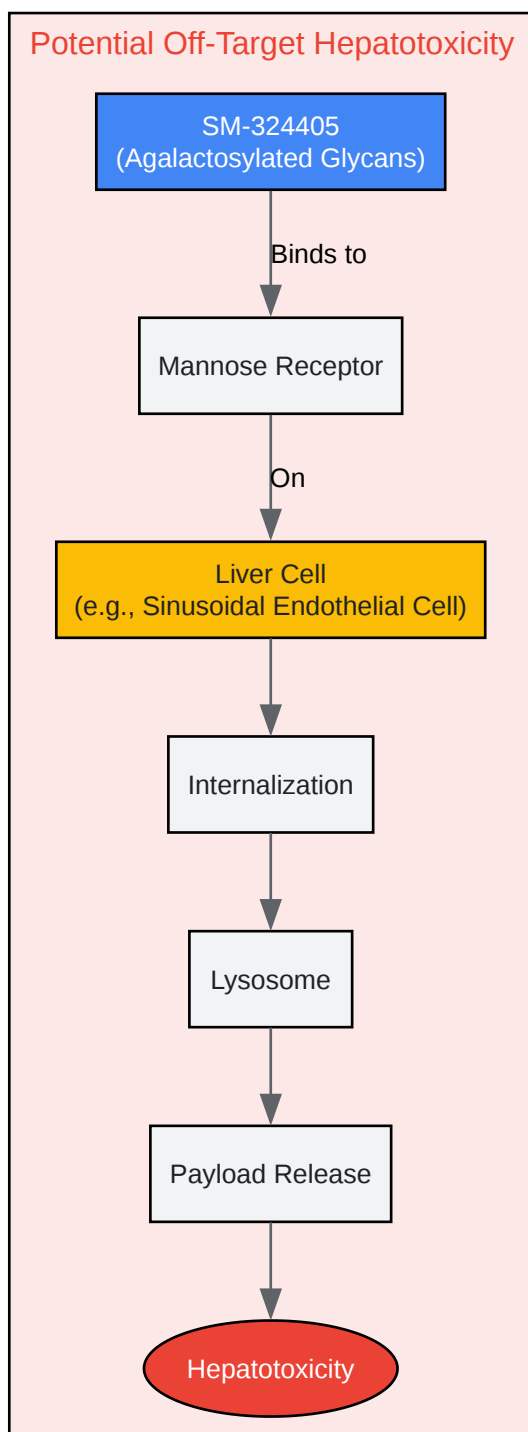 Potential Off-Target Hepatotoxicity
SM-324405
(Agalactosylated Glycans)
Binds to
Mannose Receptor
On
Liver Cell
(e.g., Sinusoidal Endothelial Cell)
Internalization
Lysosome
Payload Release
Hepatotoxicity